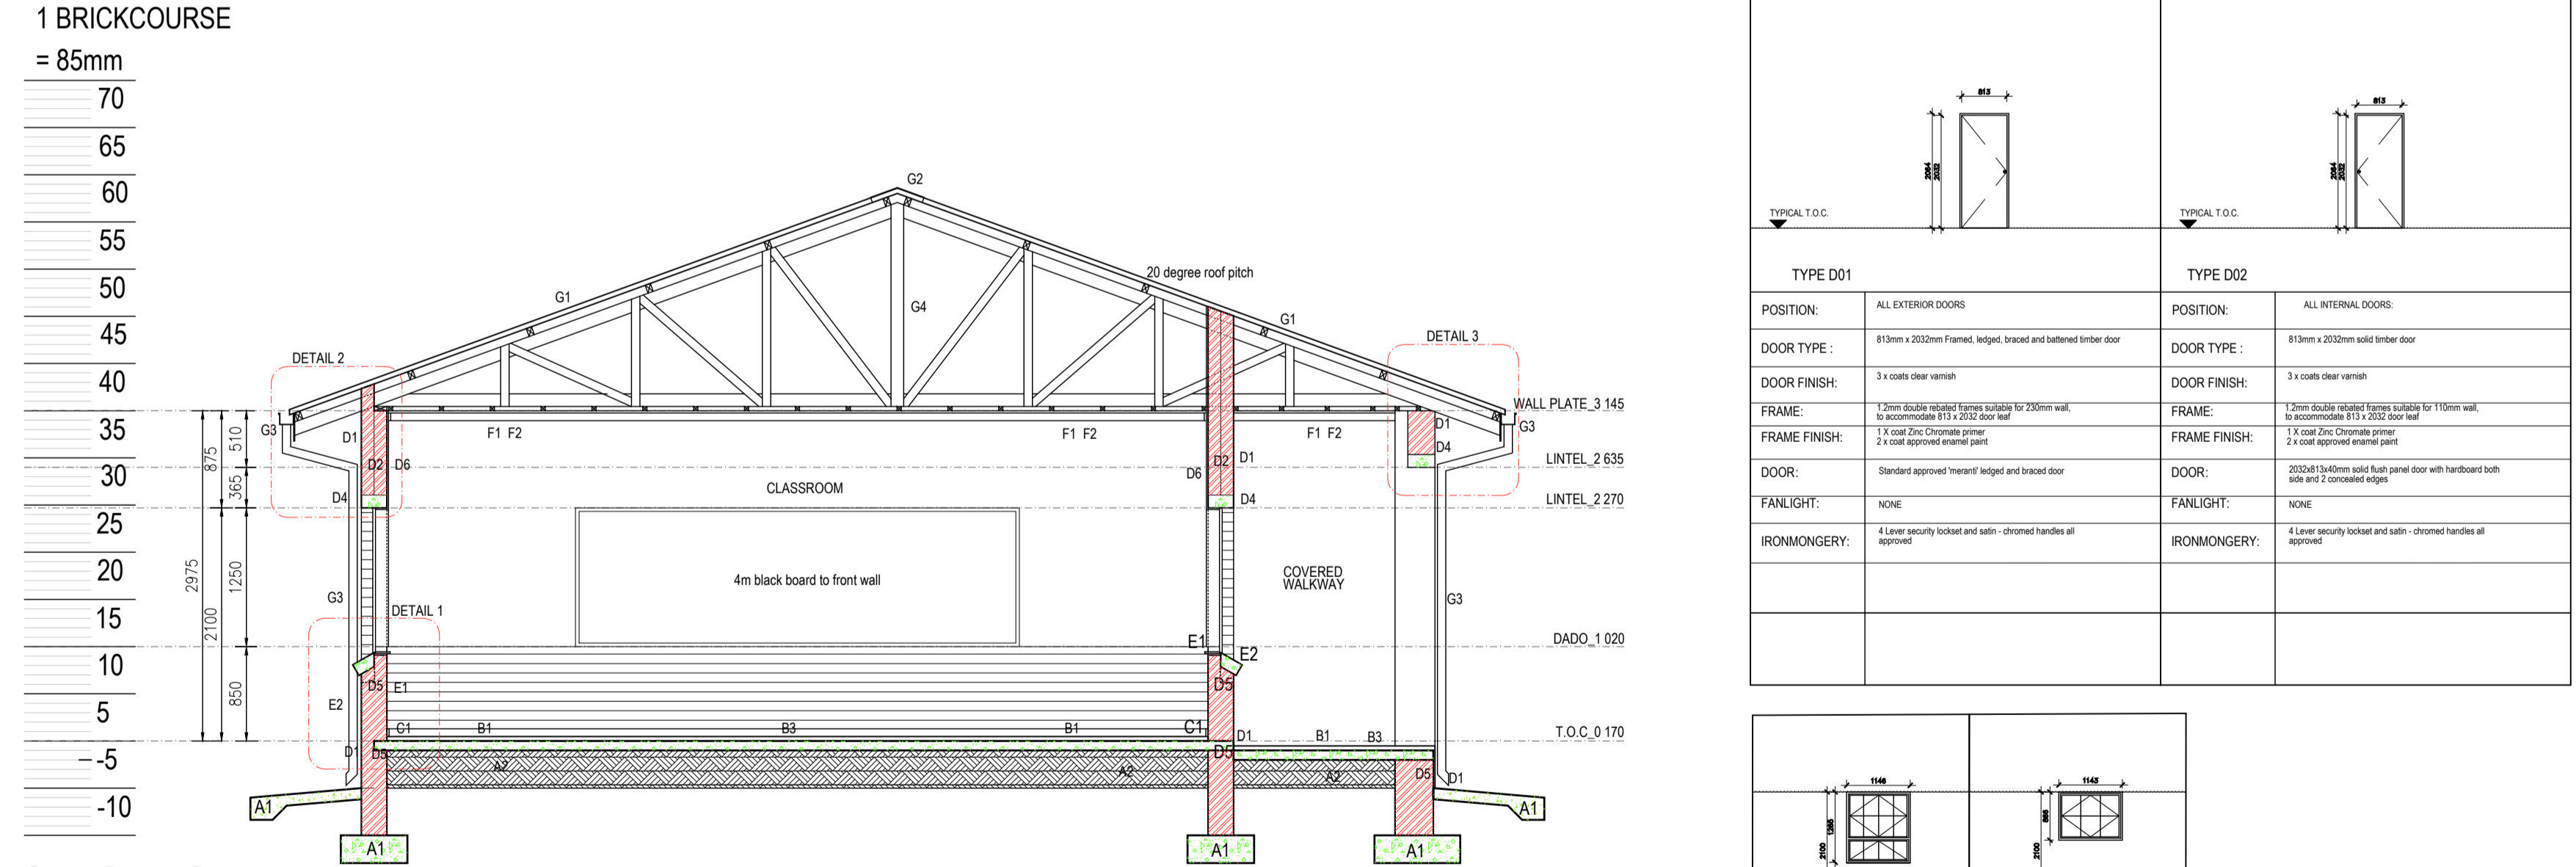 1 BRICKCOURSE
= 85mm
70
65
60
55
50
45
40
35
30
25
20
15
10
5
-5
-10
2975
875
2100
510
365
1250
850
G2
20 degree roof pitch
G1
G4
G1
DETAIL 2
DETAIL 3
WALL PLATE_3 145
G3
D1
F1 F2
F1 F2
F1 F2
D1
G3
D4
D2
D6
D2
D1
LINTEL_2 635
D6
CLASSROOM
D4
D4
LINTEL_2 270
4m black board to front wall
COVERED
WALKWAY
G3
DETAIL 1
G3
E1
DADO_1 020
E2
D5
E1
D5
E2
C1
B1
B3
B1
C1
D1
B1
B3
T.O.C_0 170
D1
D5
D5
A2
A2
A2
D5
D1
A1
A1
A1
A1
A1
813
2064
2032
TYPICAL T.O.C.
TYPE D01
POSITION:
ALL EXTERIOR DOORS
DOOR TYPE :
813mm x 2032mm Framed, ledged, braced and battened timber door
DOOR FINISH:
3 x coats clear varnish
FRAME:
1.2mm double rebated frames suitable for 230mm wall,
to accommodate 813 x 2032 door leaf
FRAME FINISH:
1 X coat Zinc Chromate primer
2 x coat approved enamel paint
DOOR:
Standard approved 'meranti' ledged and braced door
FANLIGHT:
NONE
IRONMONGERY:
4 Lever security lockset and satin - chromed handles all
approved
813
2064
2032
TYPICAL T.O.C.
TYPE D02
POSITION:
ALL INTERNAL DOORS:
DOOR TYPE :
813mm x 2032mm solid timber door
DOOR FINISH:
3 x coats clear varnish
FRAME:
1.2mm double rebated frames suitable for 110mm wall,
to accommodate 813 x 2032 door leaf
FRAME FINISH:
1 X coat Zinc Chromate primer
2 x coat approved enamel paint
DOOR:
2032x813x40mm solid flush panel door with hardboard both
side and 2 concealed edges
FANLIGHT:
NONE
IRONMONGERY:
4 Lever security lockset and satin - chromed handles all
approved
1146
2100
1143
2100